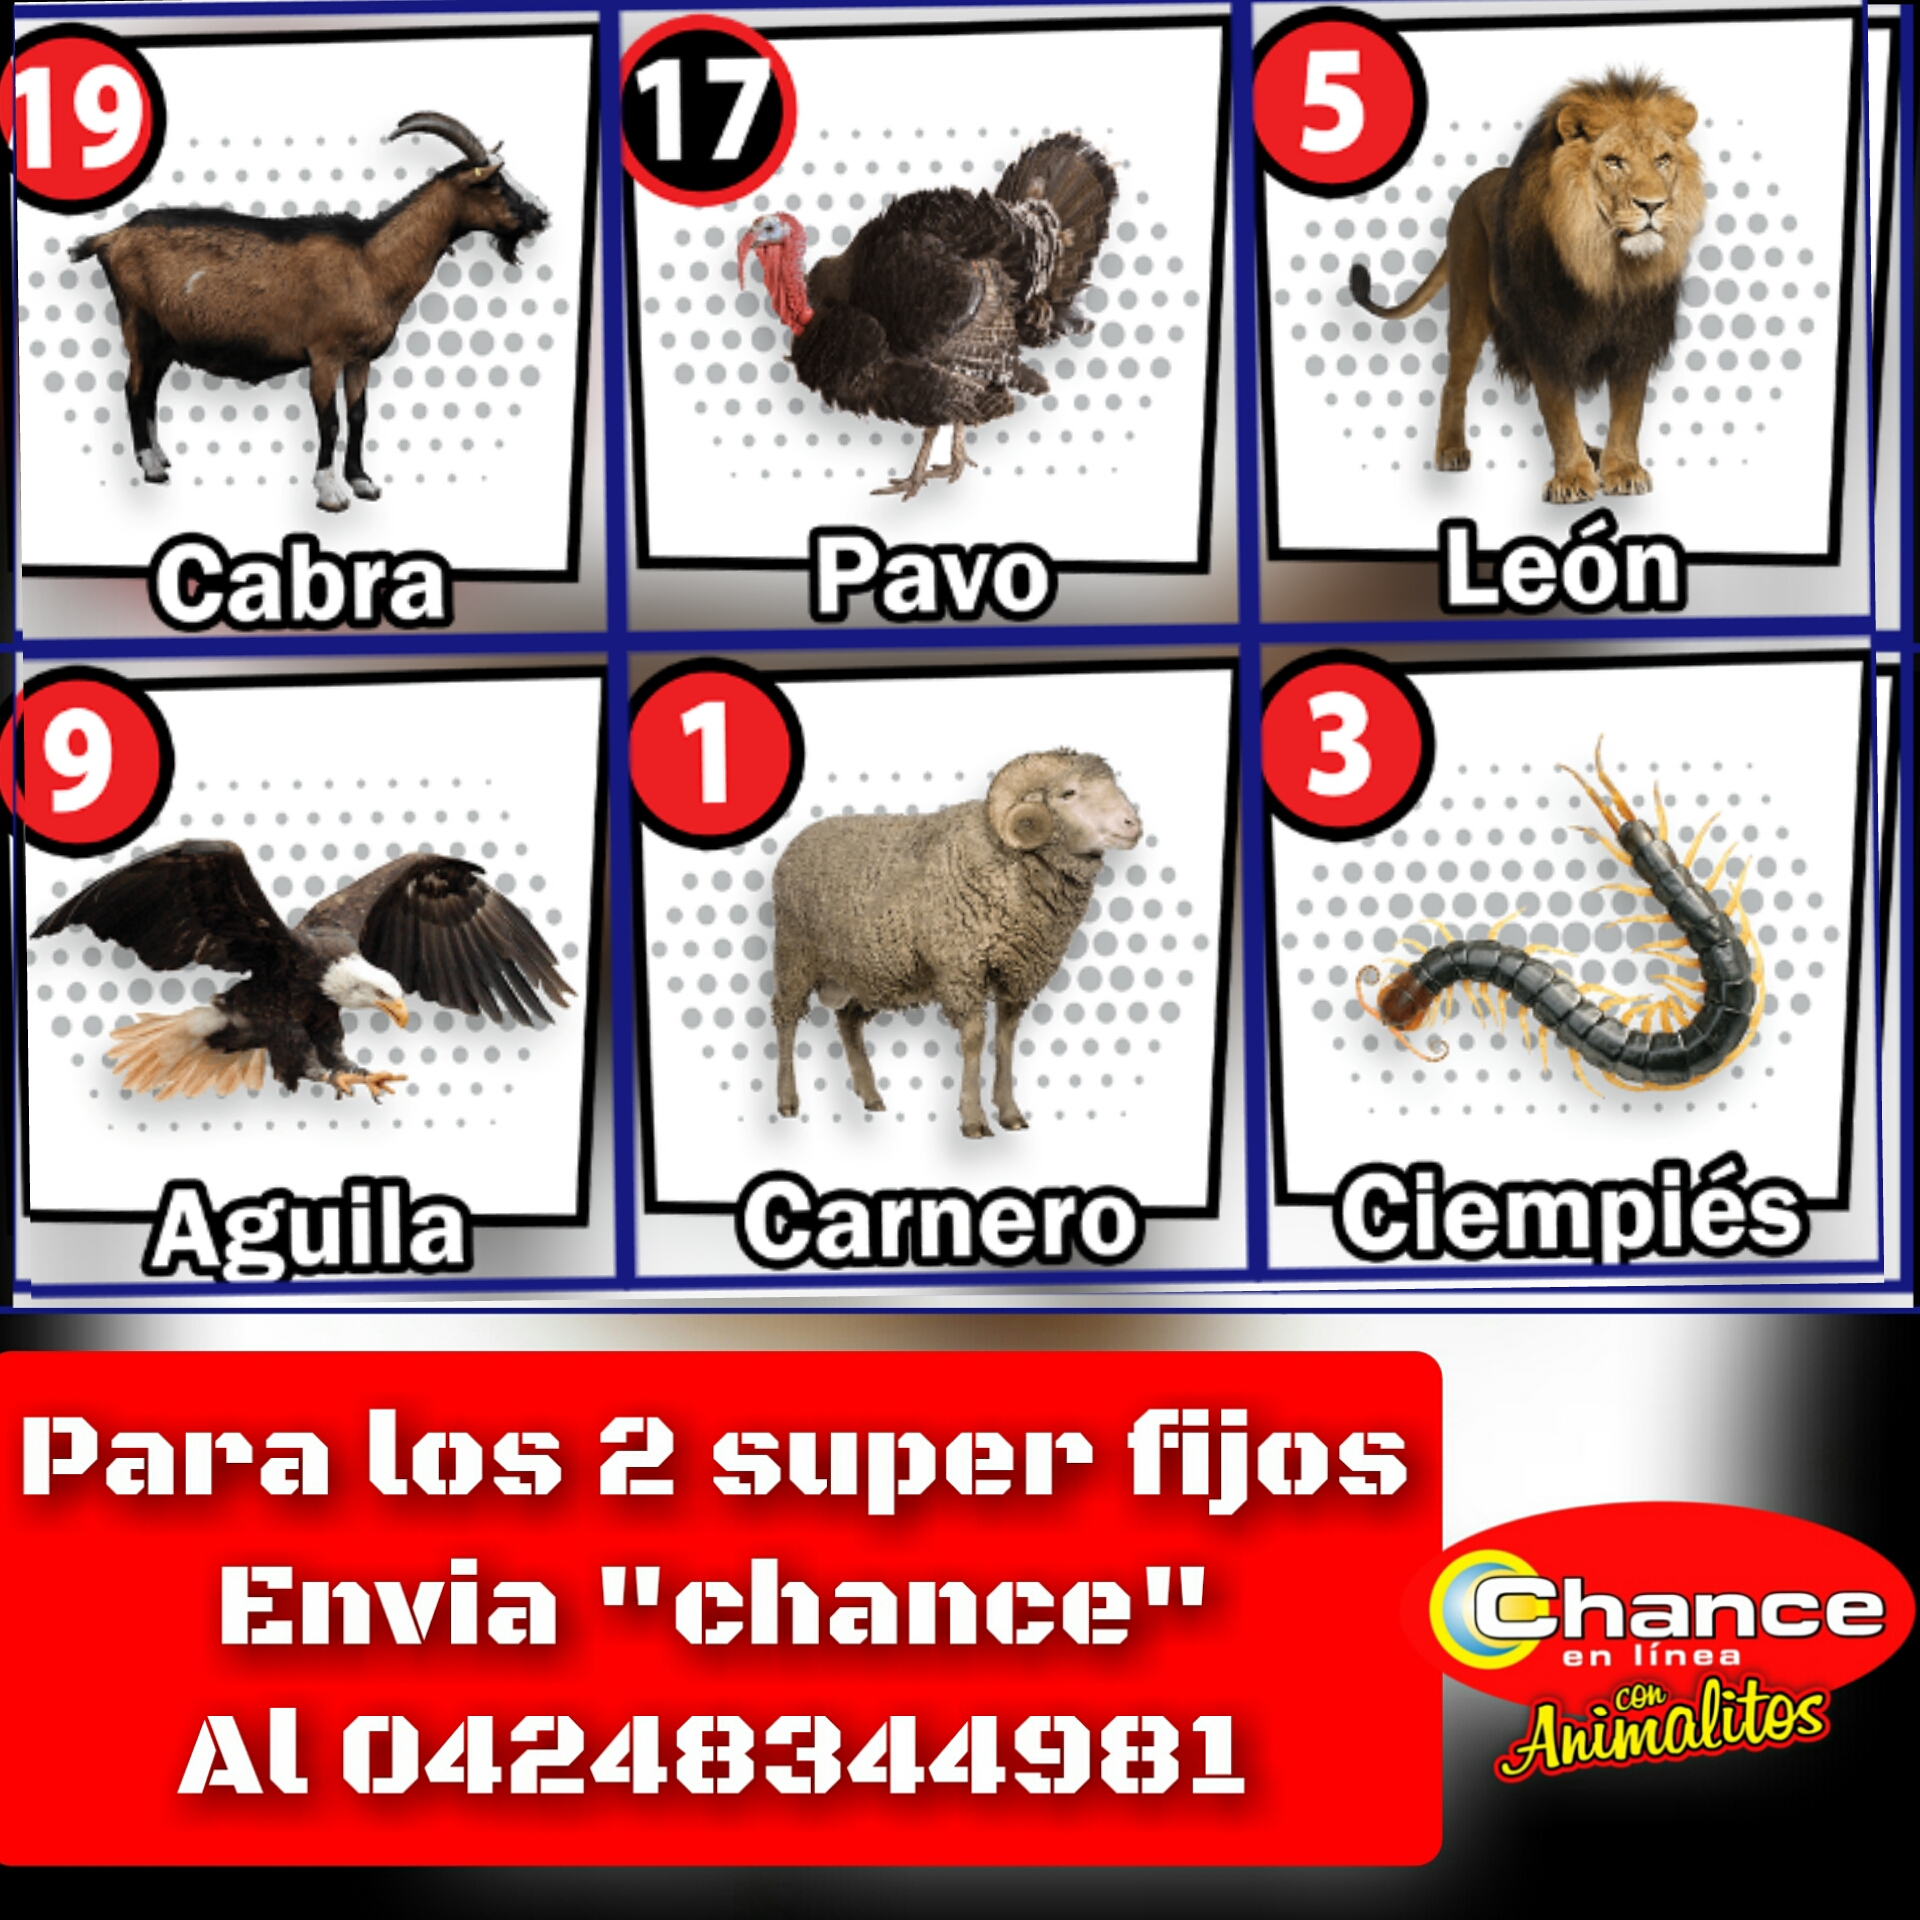 19
17
5
Cabra
Pavo
León
9
1
3
Aguila
Carnero
Ciempiés
Para los 2 super fijos
Envia "chance"
Al 04248344981
Chance
en línea
con
Animalitos